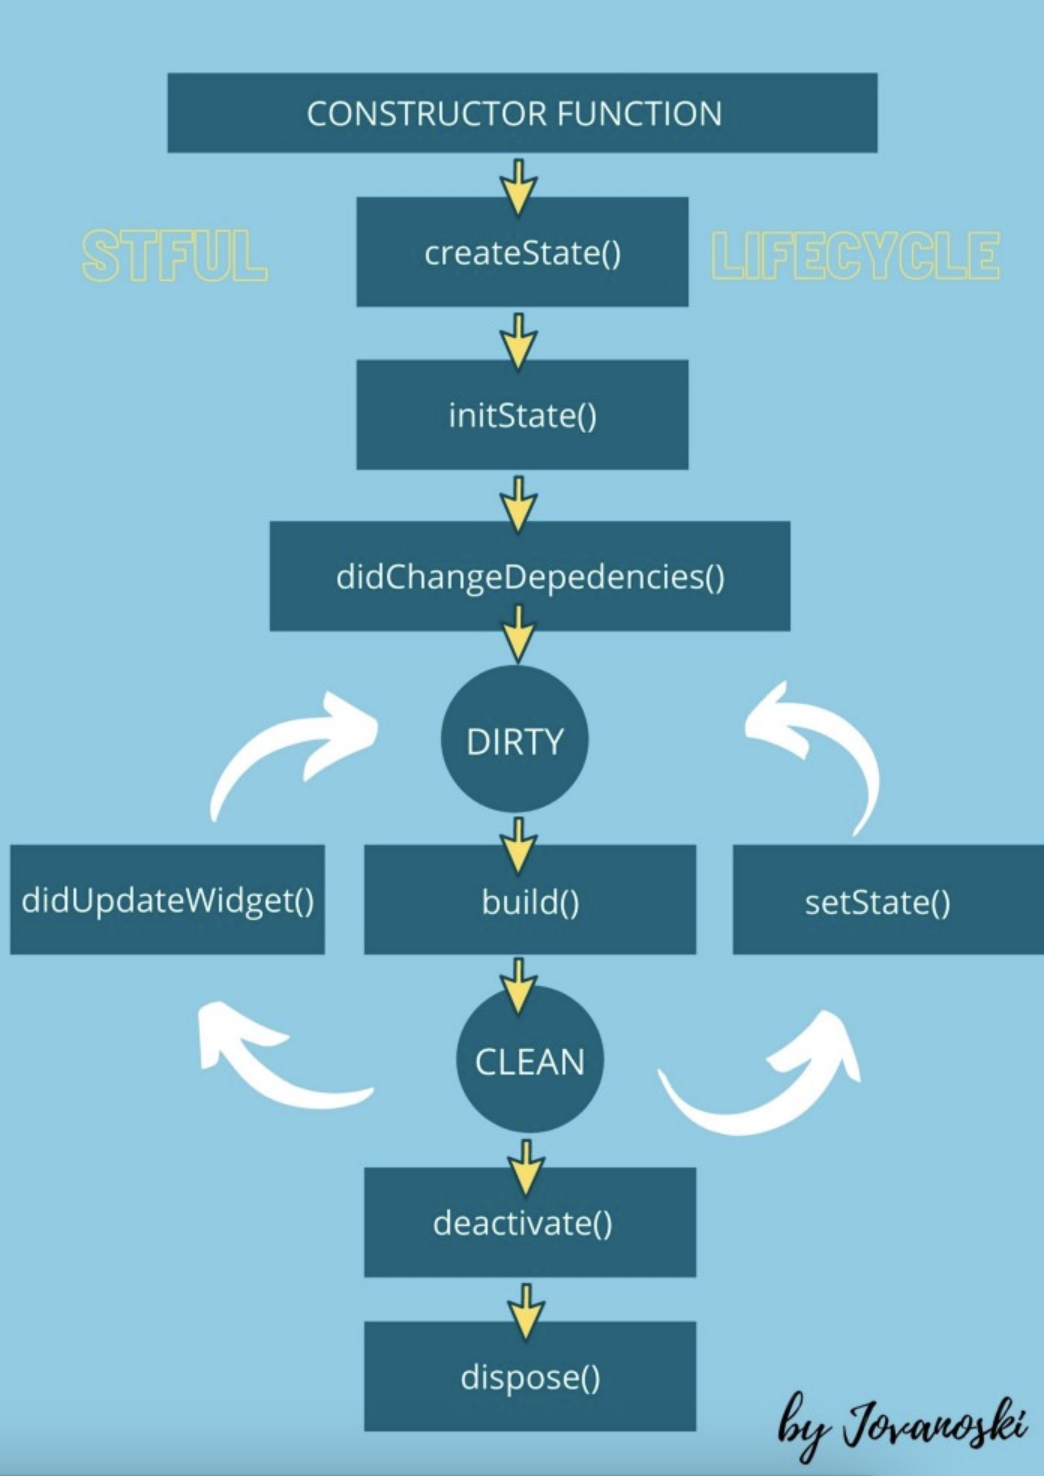 CONSTRUCTOR FUNCTION
STFUL
createState()
LIFECYCLE
initState()
didChangeDepedencies()
DIRTY
didUpdateWidget()
build()
setState()
CLEAN
deactivate()
dispose()
by Jovanoski